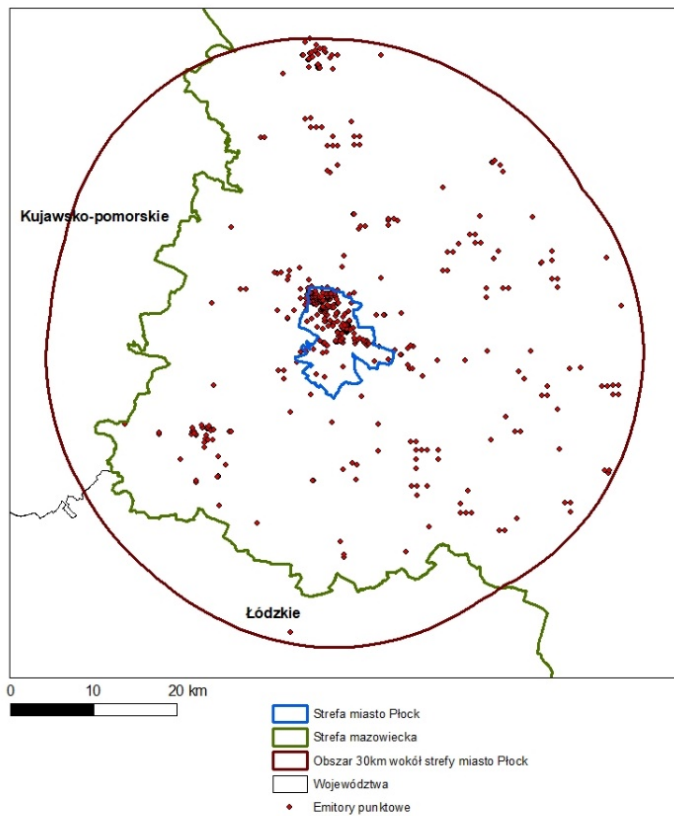 Kujawsko-pomorskie
Łódzkie
0 10 20 km
Strefa miasto Płock
Strefa mazowiecka
Obszar 30km wokół strefy miasto Płock
Województwa
Emitory punktowe